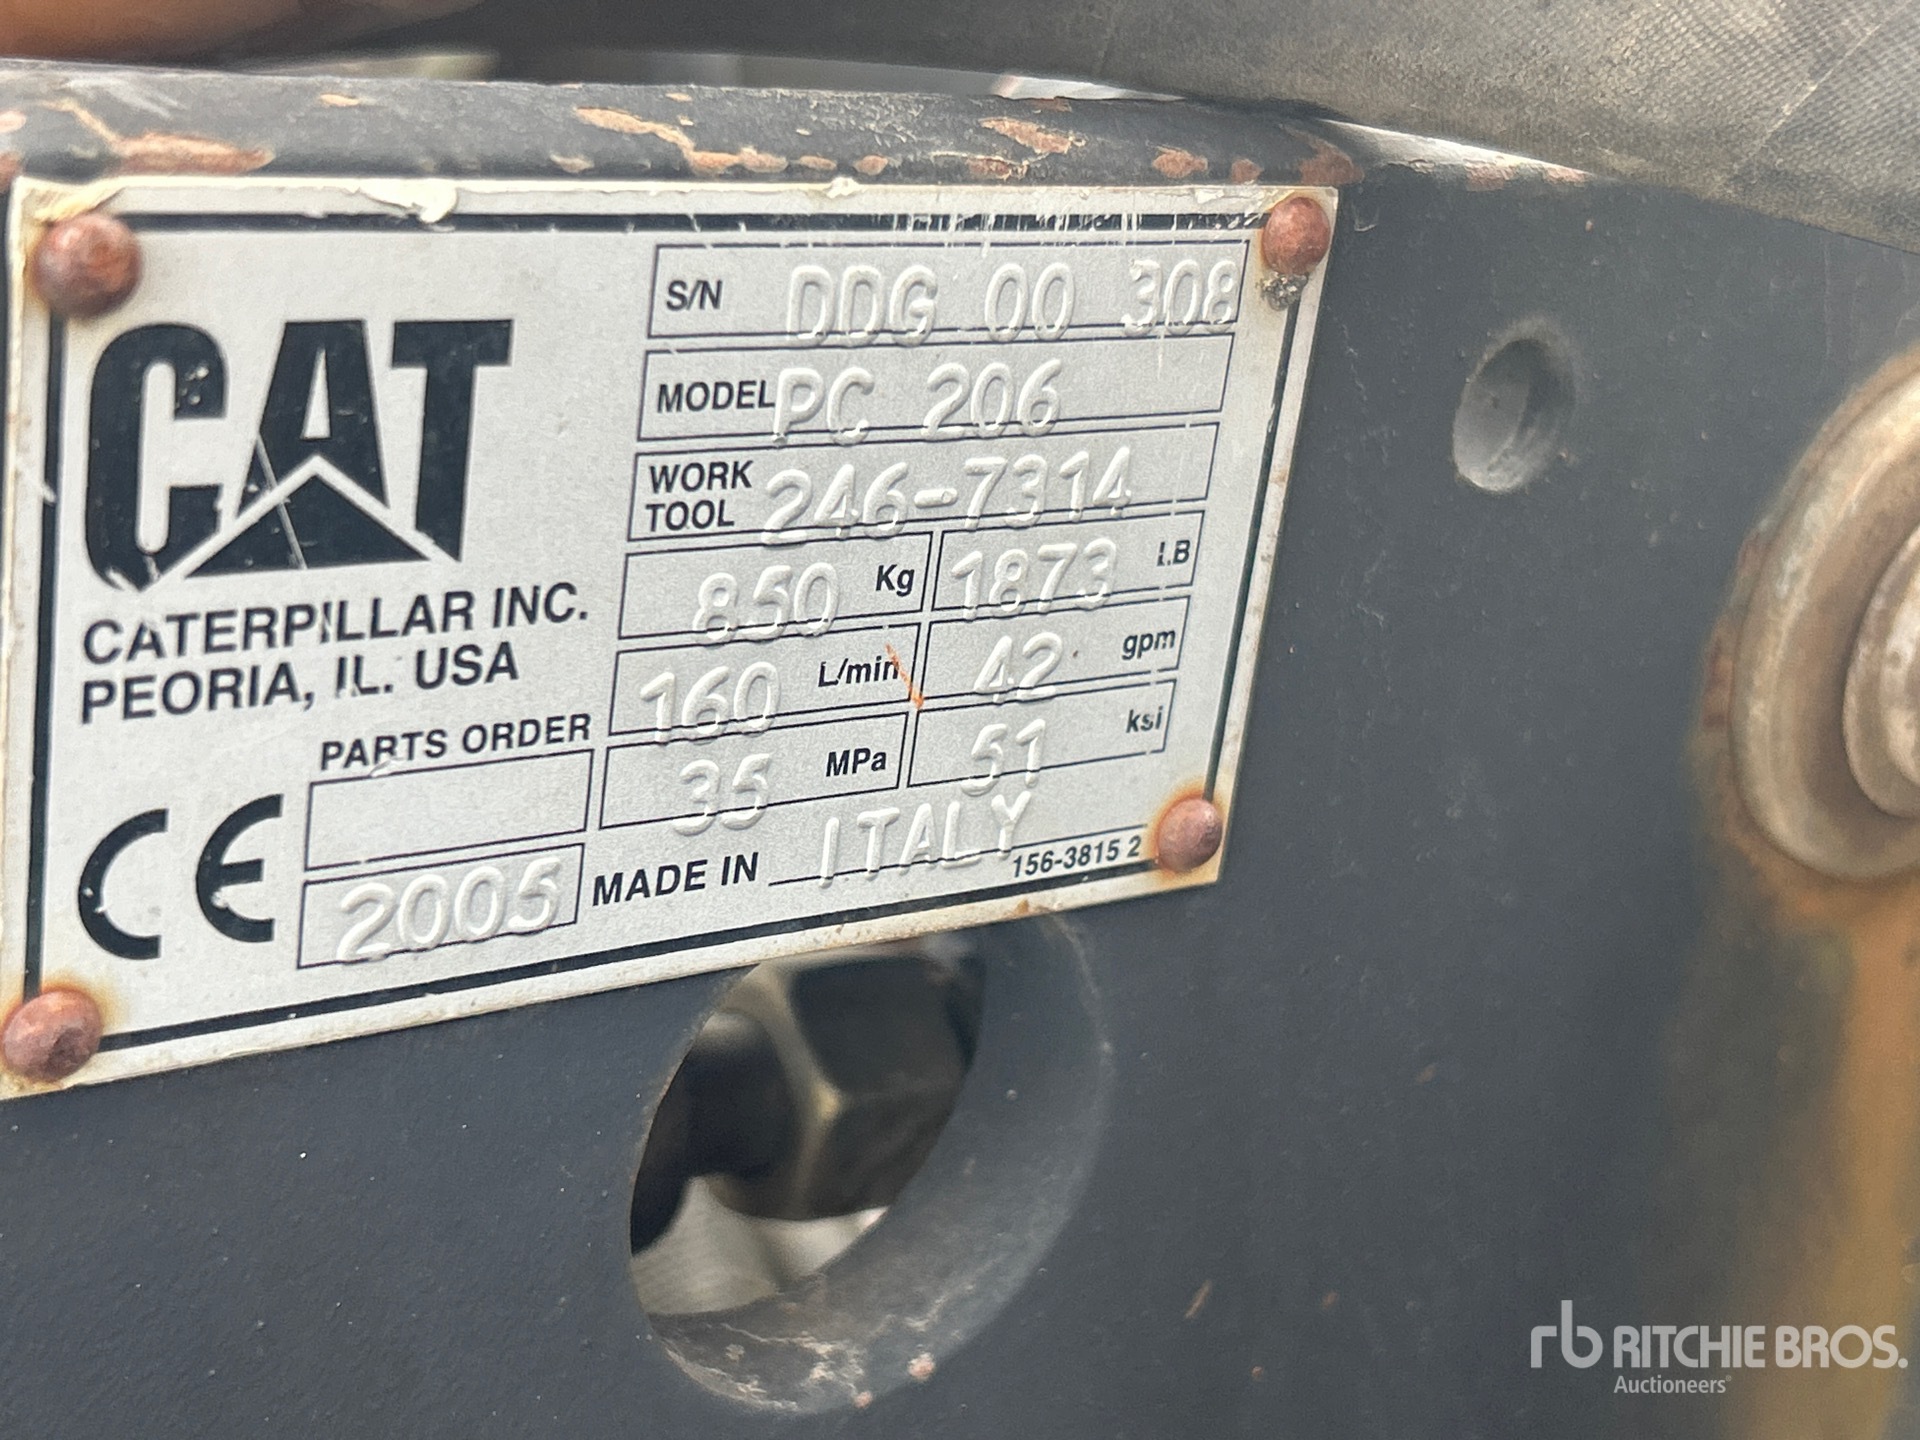 CAT
CATERPILLAR INC.
PEORIA, IL. USA
S/N DDG 00 308
MODEL PC 206
WORK TOOL 246-7314
850 Kg 1873 LB
160 L/min 42 gpm
35 MPa 51 ksi
PARTS ORDER
CE
2005
MADE IN ITALY
156-3815 2
rb RITCHIE BROS.
Auctioneers